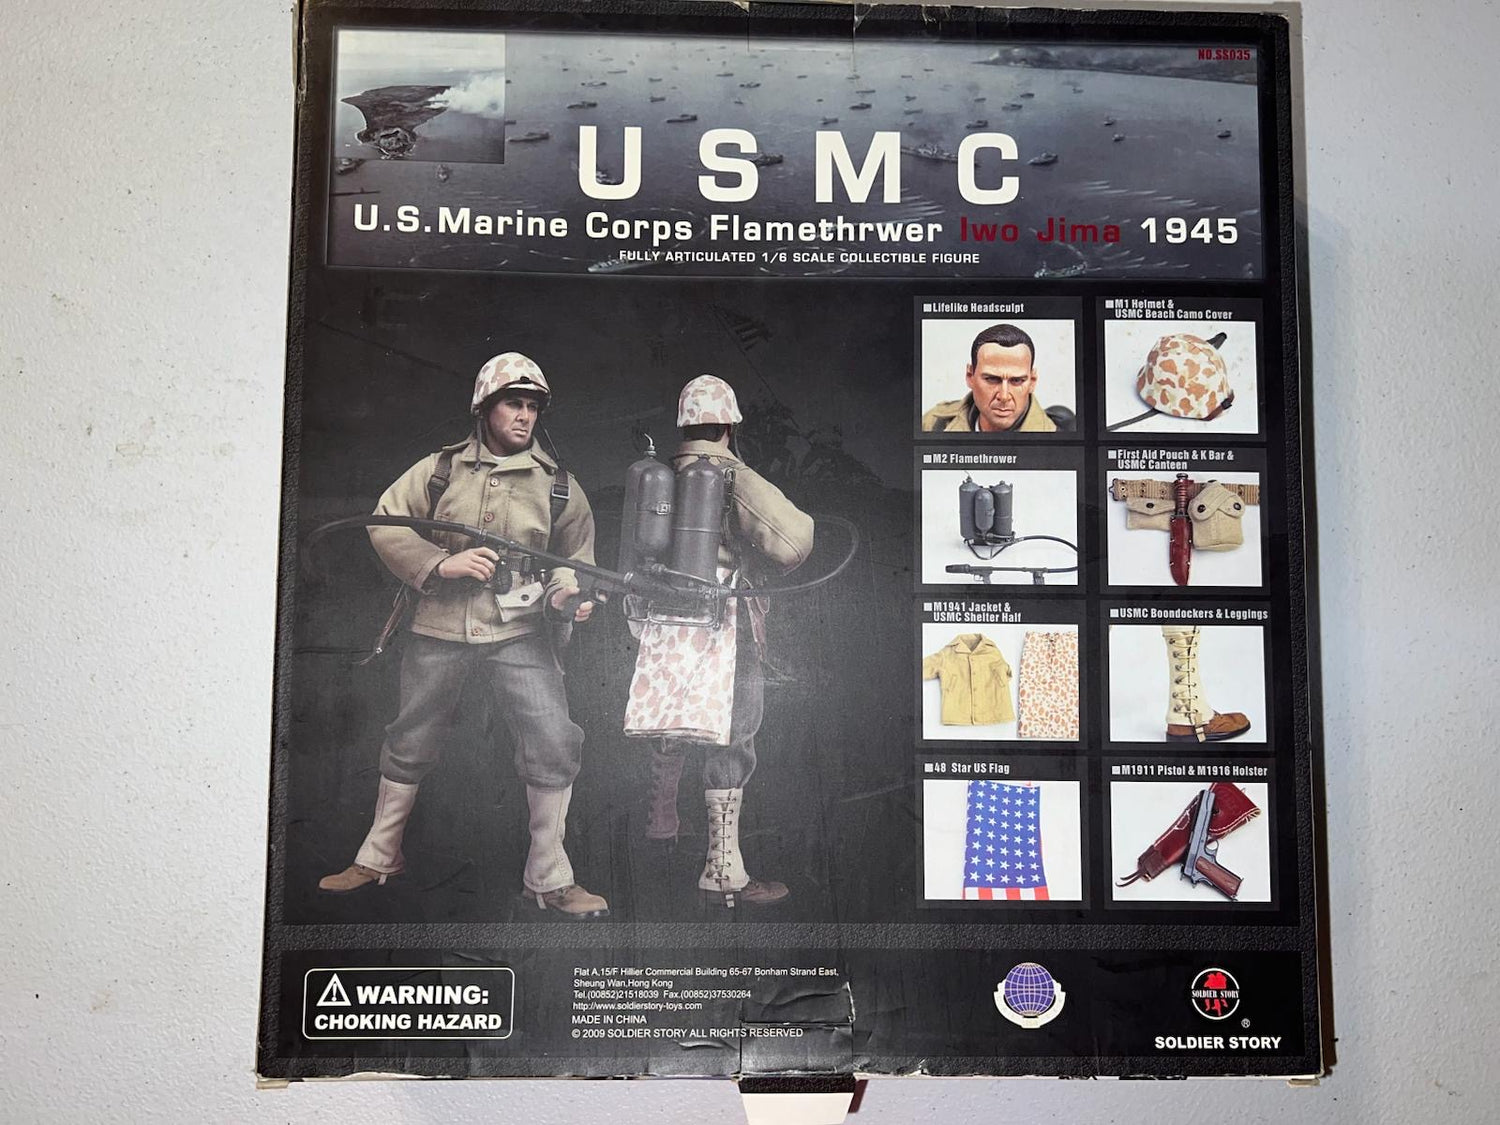 NO.SS035
USMC
U.S.Marine Corps Flamethrwer Iwo Jima 1945
FULLY ARTICULATED 1/6 SCALE COLLECTIBLE FIGURE
Lifelike Headsculpt
M1 Helmet &
USMC Beach Camo Cover
M2 Flamethrower
First Aid Pouch & K Bar &
USMC Canteen
M1941 Jacket &
USMC Shelter Half
USMC Boondockers & Leggings
48 Star US Flag
M1911 Pistol & M1916 Holster
WARNING:
CHOKING HAZARD
Flat A,15/F Hillier Commercial Building 65-67 Bonham Strand East,
Sheung Wan,Hong Kong
Tel.(00852)21518039 Fax.(00852)37530264
http://www.soldierstory-toys.com
MADE IN CHINA
© 2009 SOLDIER STORY ALL RIGHTS RESERVED
SOLDIER STORY
®
SOLDIER STORY